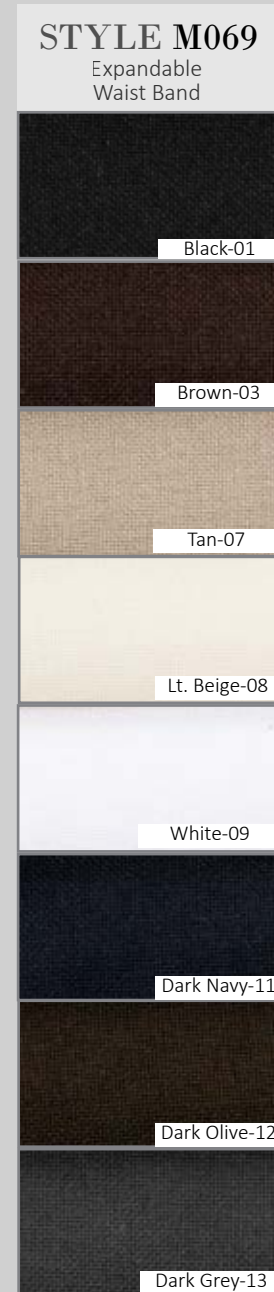 STYLE M069
Expandable
Waist Band
Black-01
Brown-03
Tan-07
Lt. Beige-08
White-09
Dark Navy-11
Dark Olive-12
Dark Grey-13